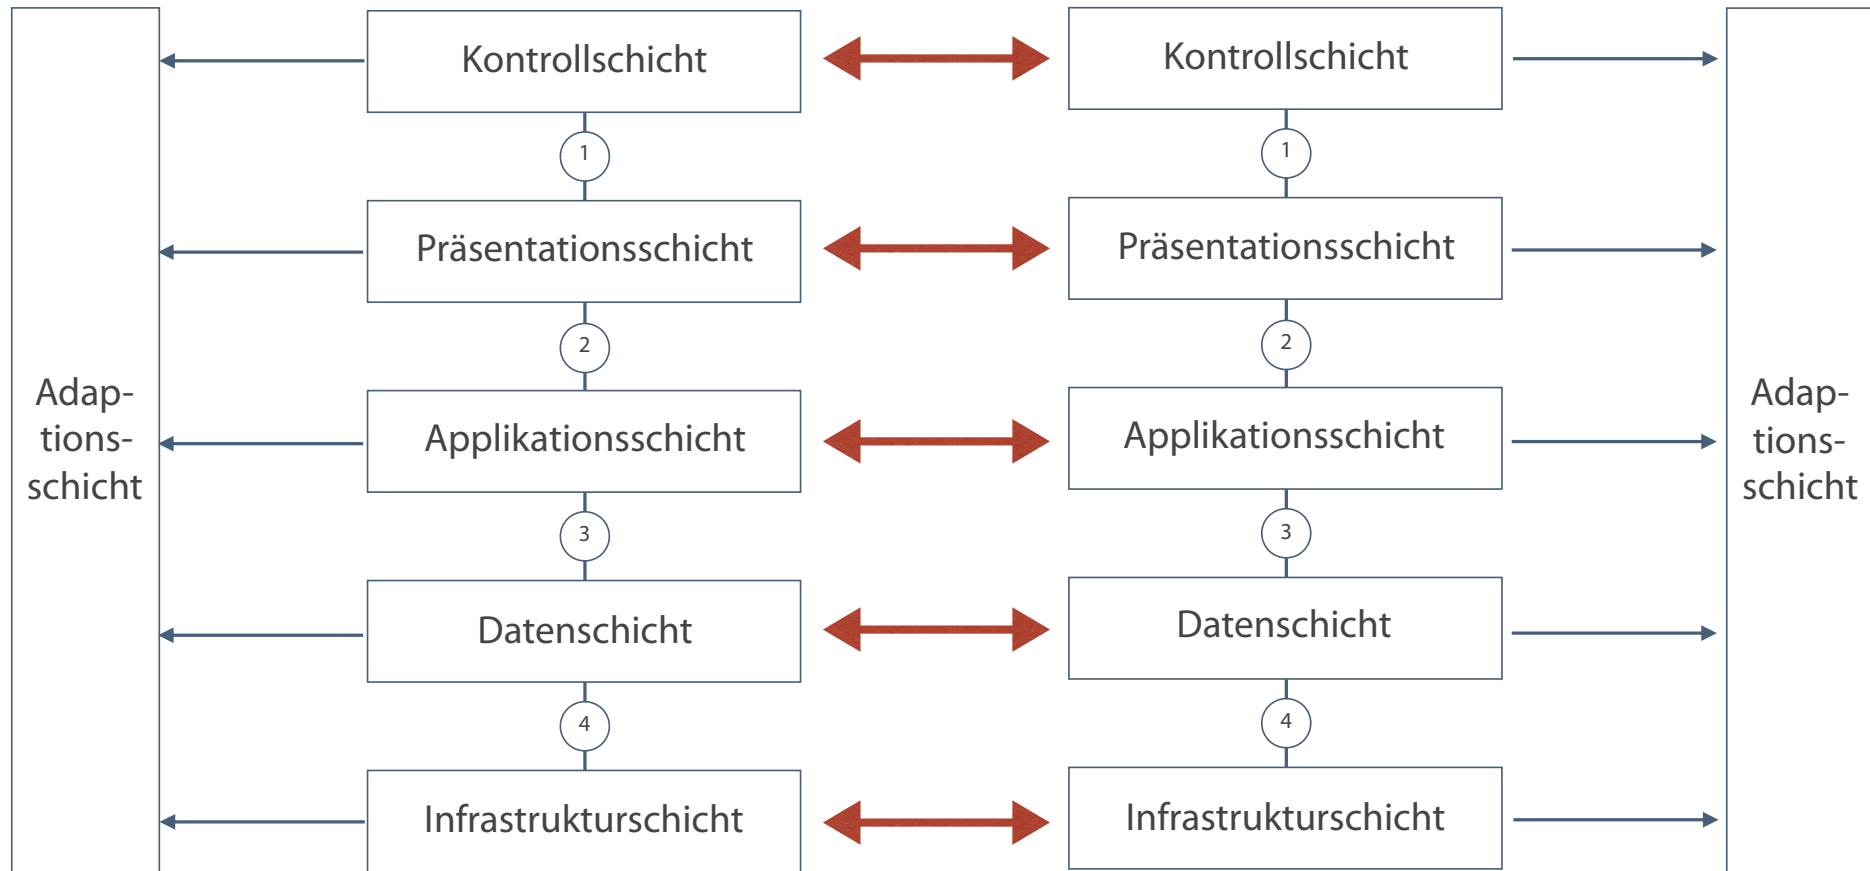 Kontrollschicht
Kontrollschicht
1
1
Präsentationsschicht
Präsentationsschicht
2
2
Adap-
tions-
schicht
Applikationsschicht
Applikationsschicht
Adap-
tions-
schicht
3
3
Datenschicht
Datenschicht
4
4
Infrastrukturschicht
Infrastrukturschicht